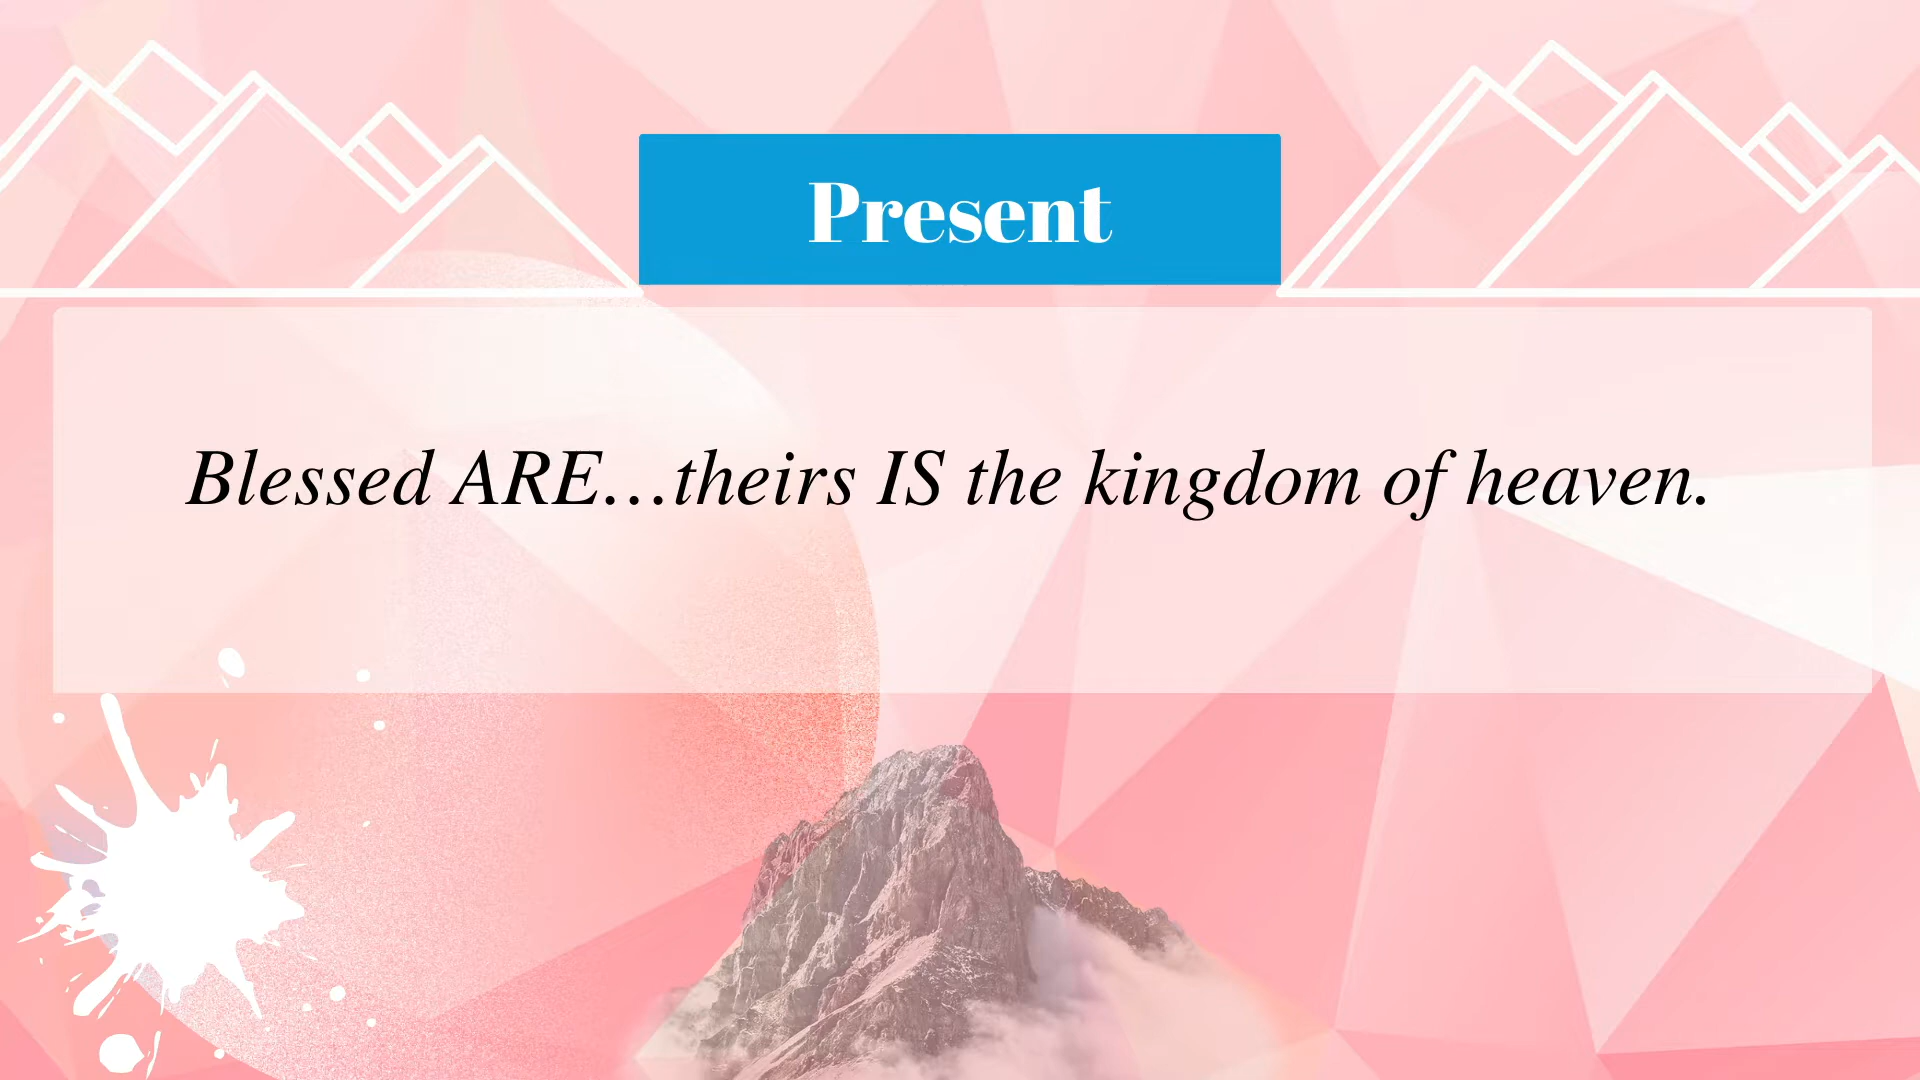 Present
Blessed ARE…theirs IS the kingdom of heaven.